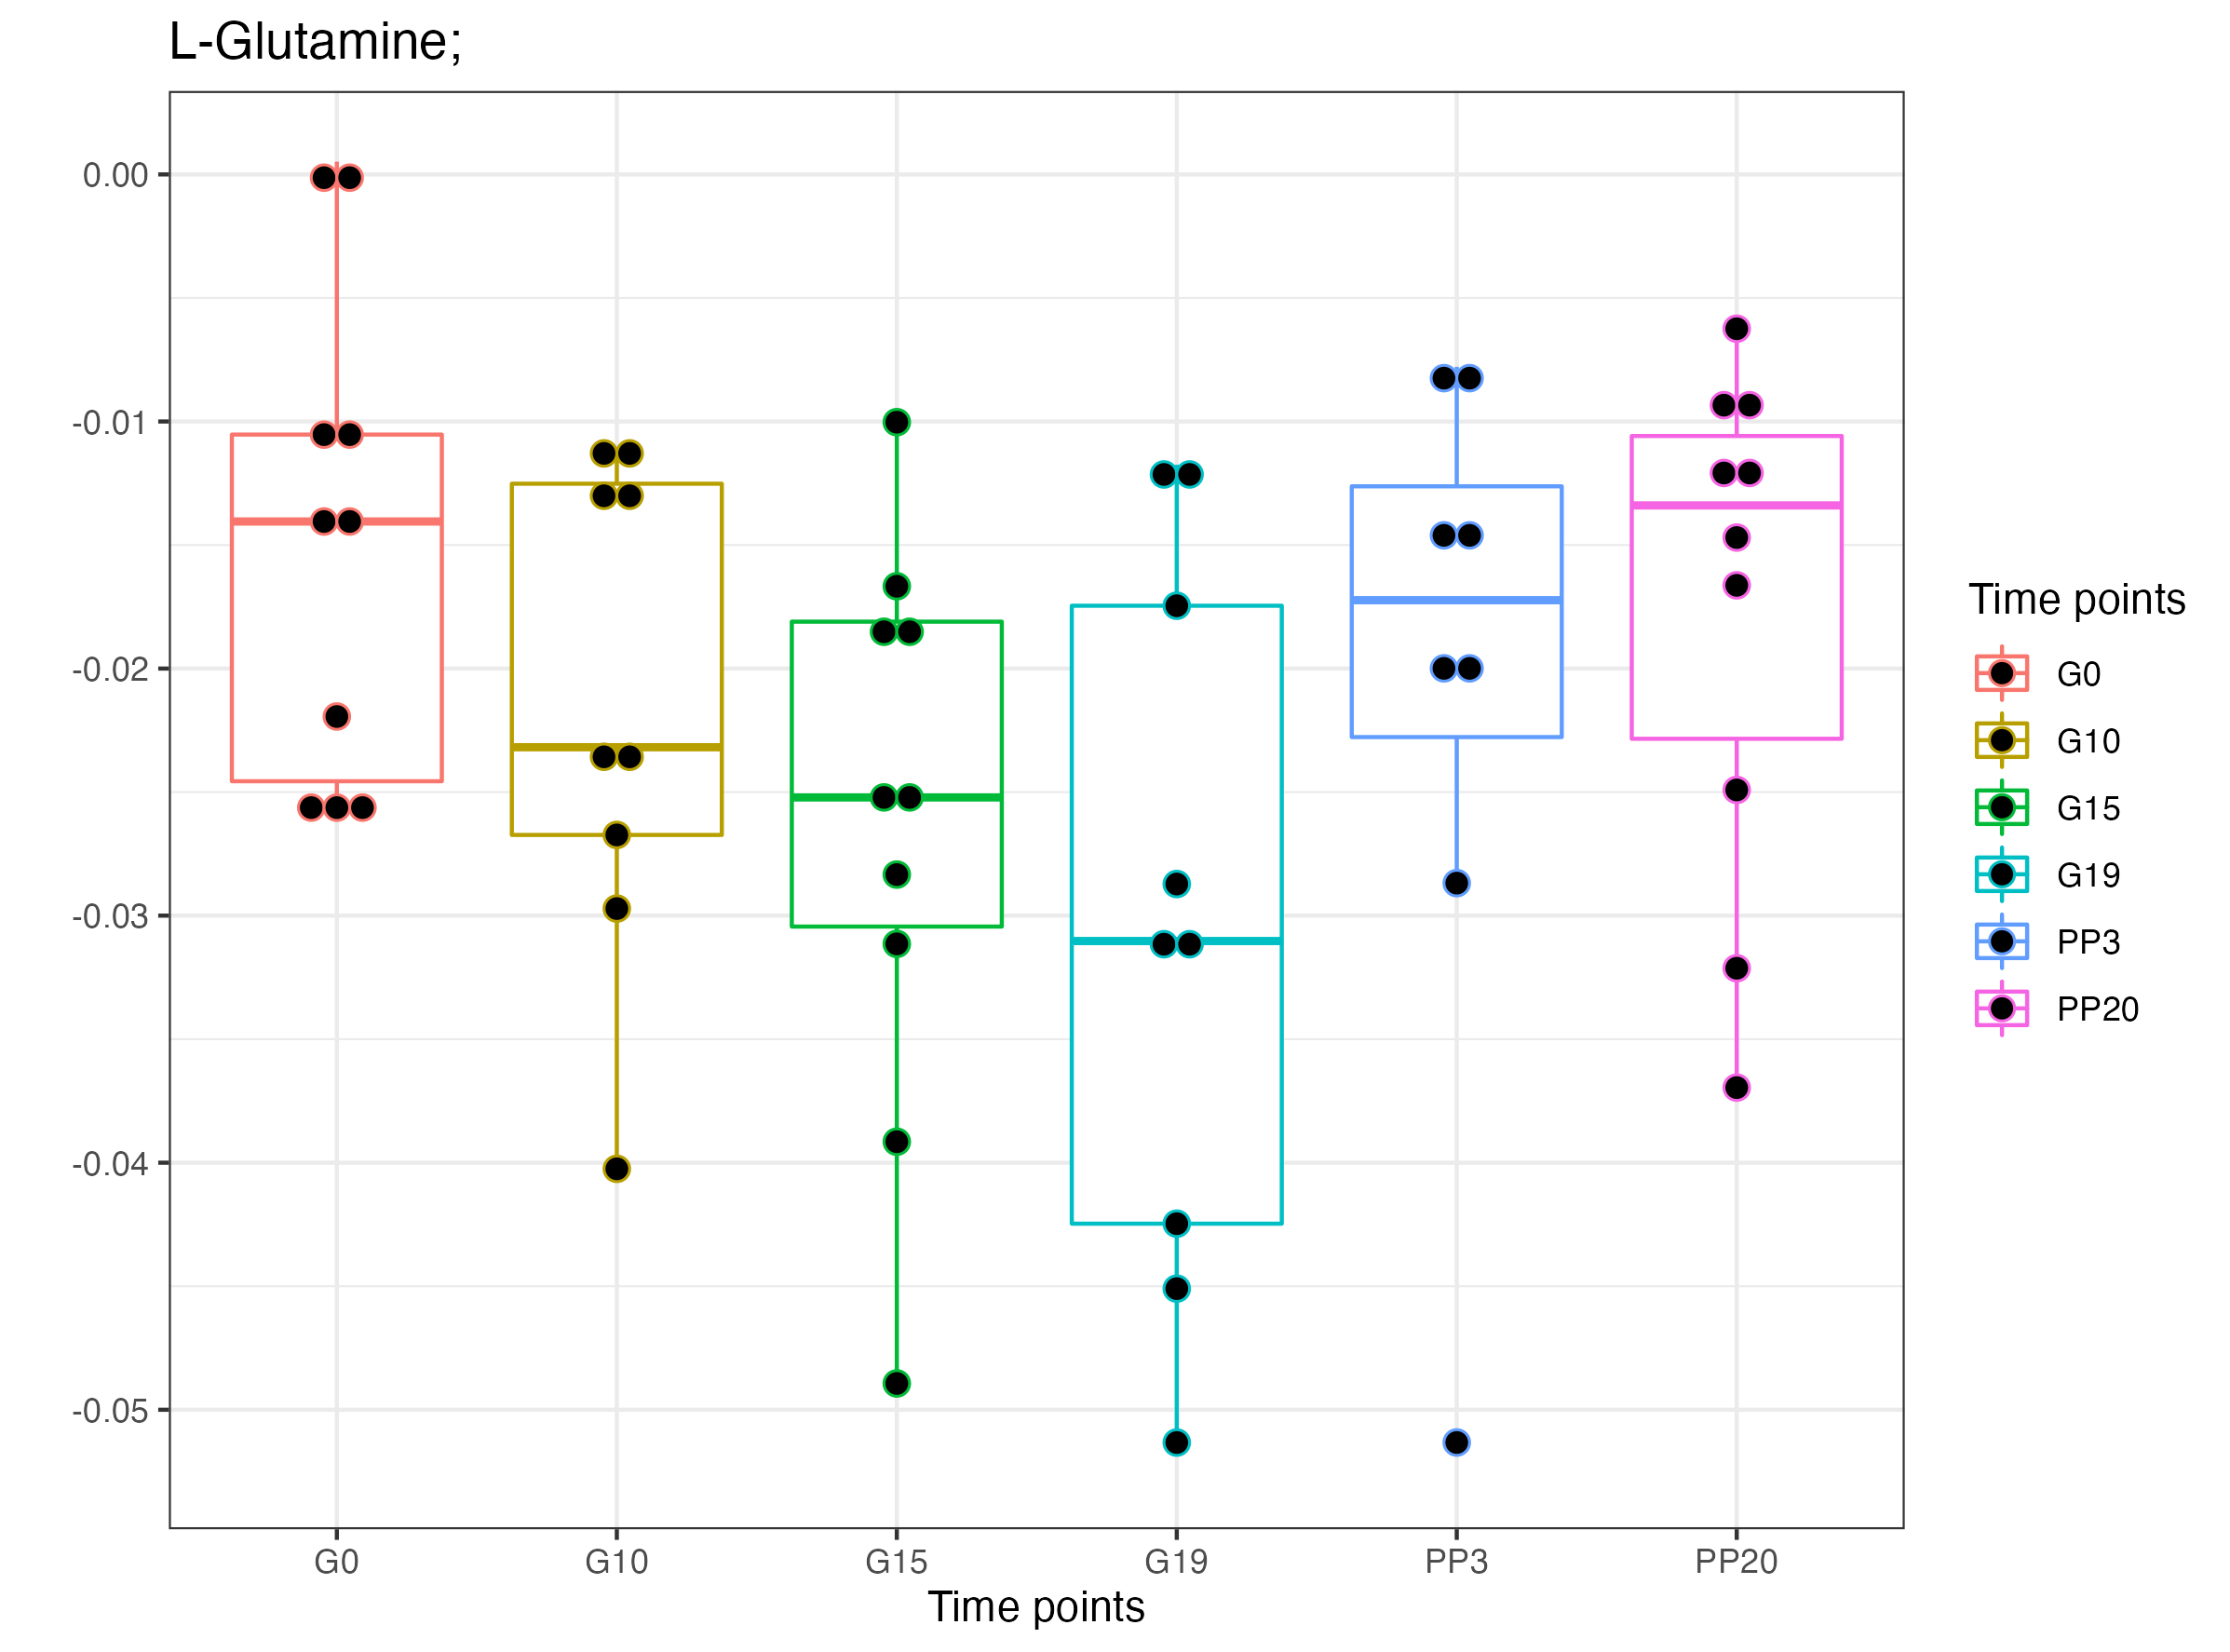 L-Glutamine;
0.00
-0.01
-0.02
-0.03
-0.04
-0.05
G0 G10 G15 G19 PP3 PP20
Time points
Time points
G0
G10
G15
G19
PP3
PP20